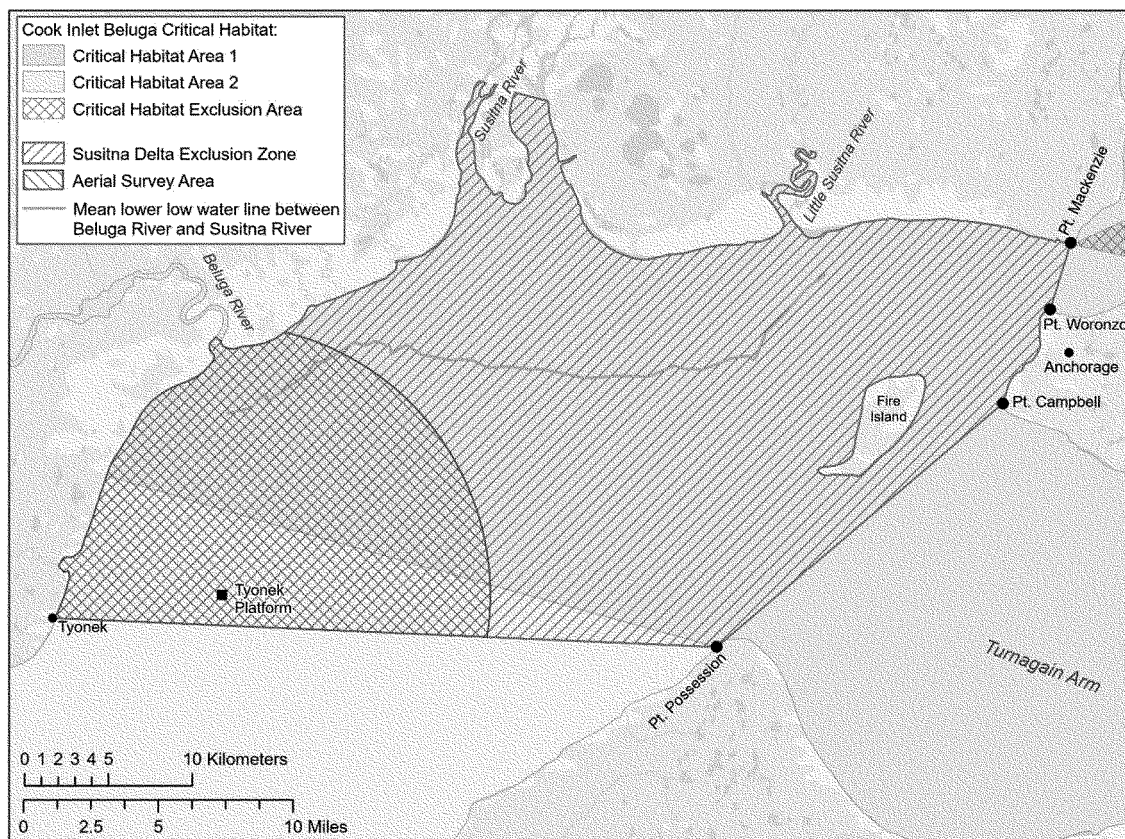 Cook Inlet Beluga Critical Habitat:
Critical Habitat Area 1
Critical Habitat Area 2
Critical Habitat Exclusion Area
Susitna Delta Exclusion Zone
Aerial Survey Area
Mean lower low water line between
Beluga River and Susitna River
Susitna River
Little Susitna River
Pt. Mackenzie
Beluga River
Pt. Woronzo
Anchorage
Pt. Campbell
Fire
Island
Tyonek
Platform
Tyonek
Pt. Possession
Turnagain Arm
0 1 2 3 4 5 10 Kilometers
0 2.5 5 10 Miles